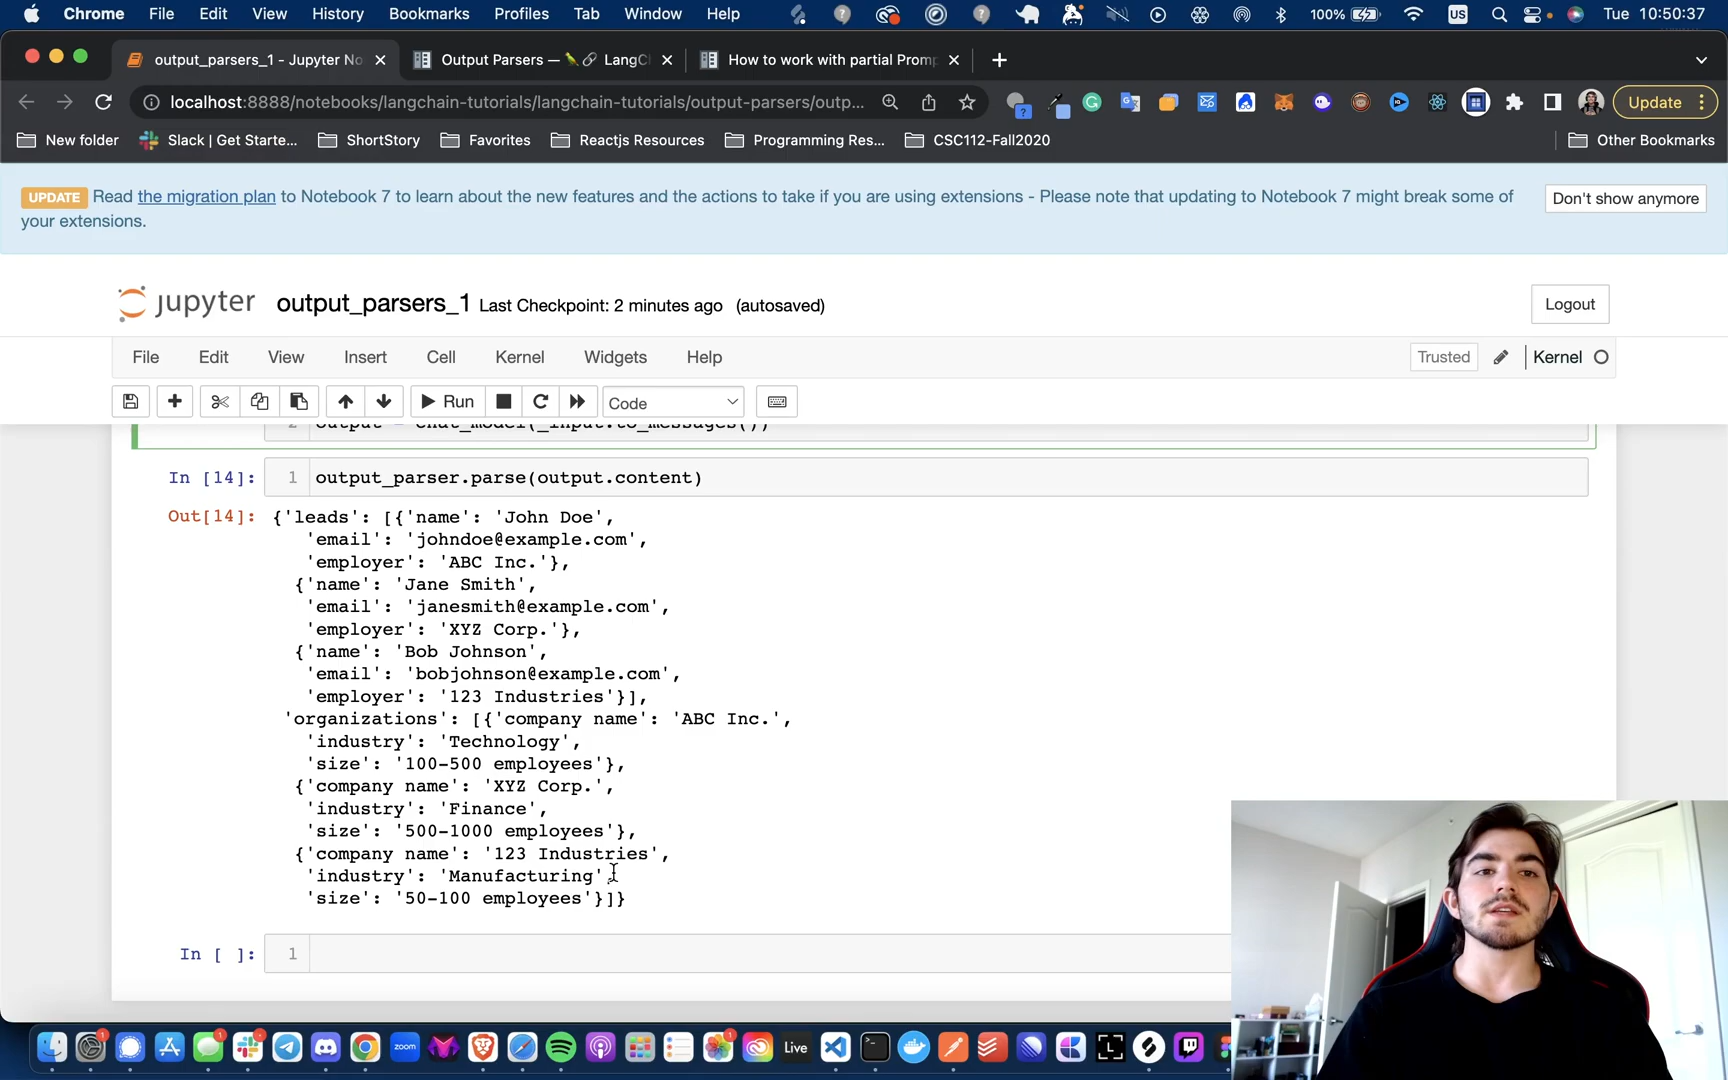 Chrome File Edit View History Bookmarks Profiles Tab Window Help 100% US Tue 10:50:37
output_parsers_1 - Jupyter No Output Parsers — LangC How to work with partial Promp
localhost:8888/notebooks/langchain-tutorials/langchain-tutorials/output-parsers/outp... Update
New folder Slack | Get Starte... ShortStory Favorites Reactjs Resources Programming Res... CSC112-Fall2020 Other Bookmarks
UPDATE Read the migration plan to Notebook 7 to learn about the new features and the actions to take if you are using extensions - Please note that updating to Notebook 7 might break some of
your extensions.
Don't show anymore
jupyter output_parsers_1 Last Checkpoint: 2 minutes ago (autosaved) Logout
File Edit View Insert Cell Kernel Widgets Help Trusted Kernel
Run Code
2 output = chat_model(_input.to_messages())
In [14]: 1 output_parser.parse(output.content)
Out[14]: {'leads': [{'name': 'John Doe',
'email': 'johndoe@example.com',
'employer': 'ABC Inc.'},
{'name': 'Jane Smith',
'email': 'janesmith@example.com',
'employer': 'XYZ Corp.'},
{'name': 'Bob Johnson',
'email': 'bobjohnson@example.com',
'employer': '123 Industries'}],
'organizations': [{'company name': 'ABC Inc.',
'industry': 'Technology',
'size': '100-500 employees'},
{'company name': 'XYZ Corp.',
'industry': 'Finance',
'size': '500-1000 employees'},
{'company name': '123 Industries',
'industry': 'Manufacturing',
'size': '50-100 employees'}]}
In [ ]: 1
zoom Live